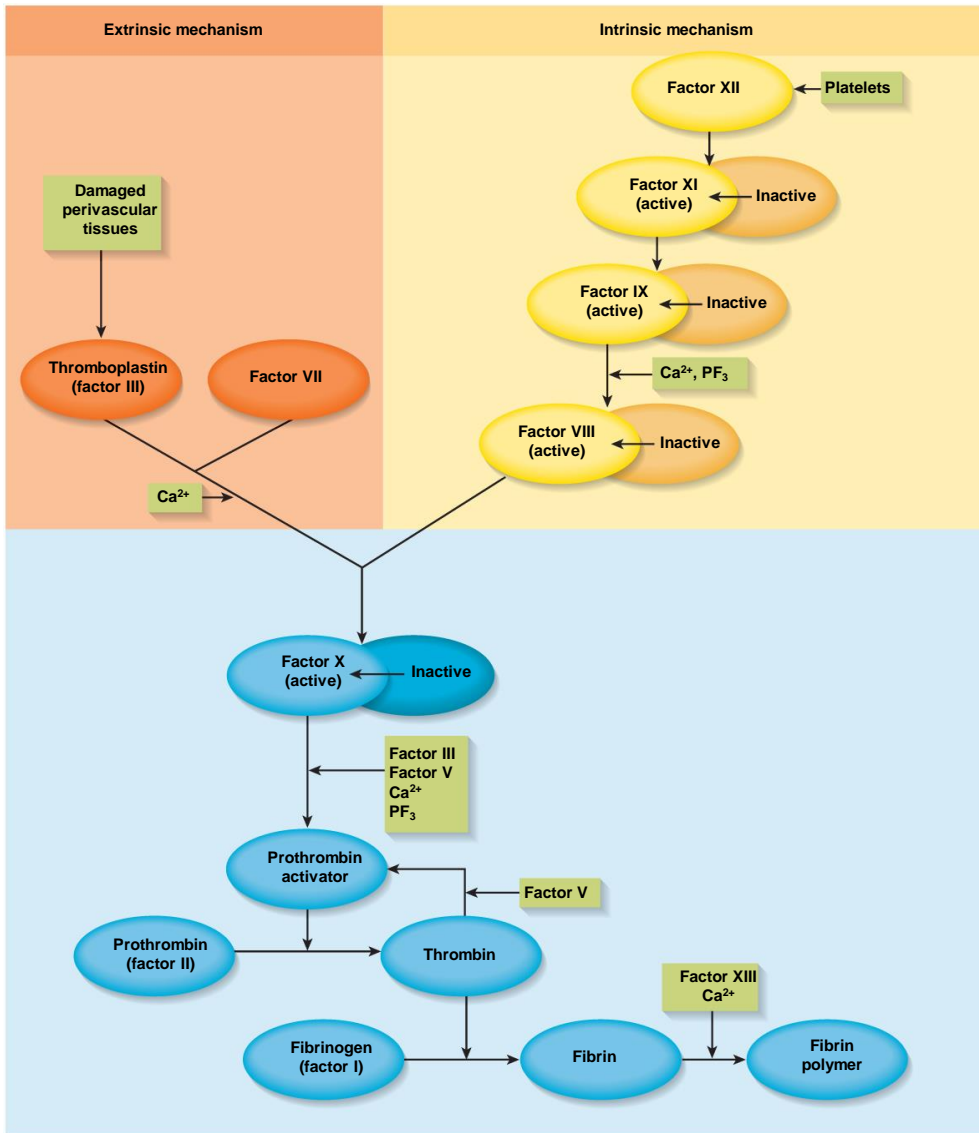 Extrinsic mechanism
Intrinsic mechanism
Factor XII
Platelets
Factor XI
(active)
Inactive
Damaged
perivascular
tissues
Factor IX
(active)
Inactive
Thromboplastin
(factor III)
Factor VII
Ca²⁺, PF₃
Factor VIII
(active)
Inactive
Ca²⁺
Factor X
(active)
Inactive
Factor III
Factor V
Ca²⁺
PF₃
Prothrombin
activator
Factor V
Prothrombin
(factor II)
Thrombin
Factor XIII
Ca²⁺
Fibrinogen
(factor I)
Fibrin
Fibrin
polymer